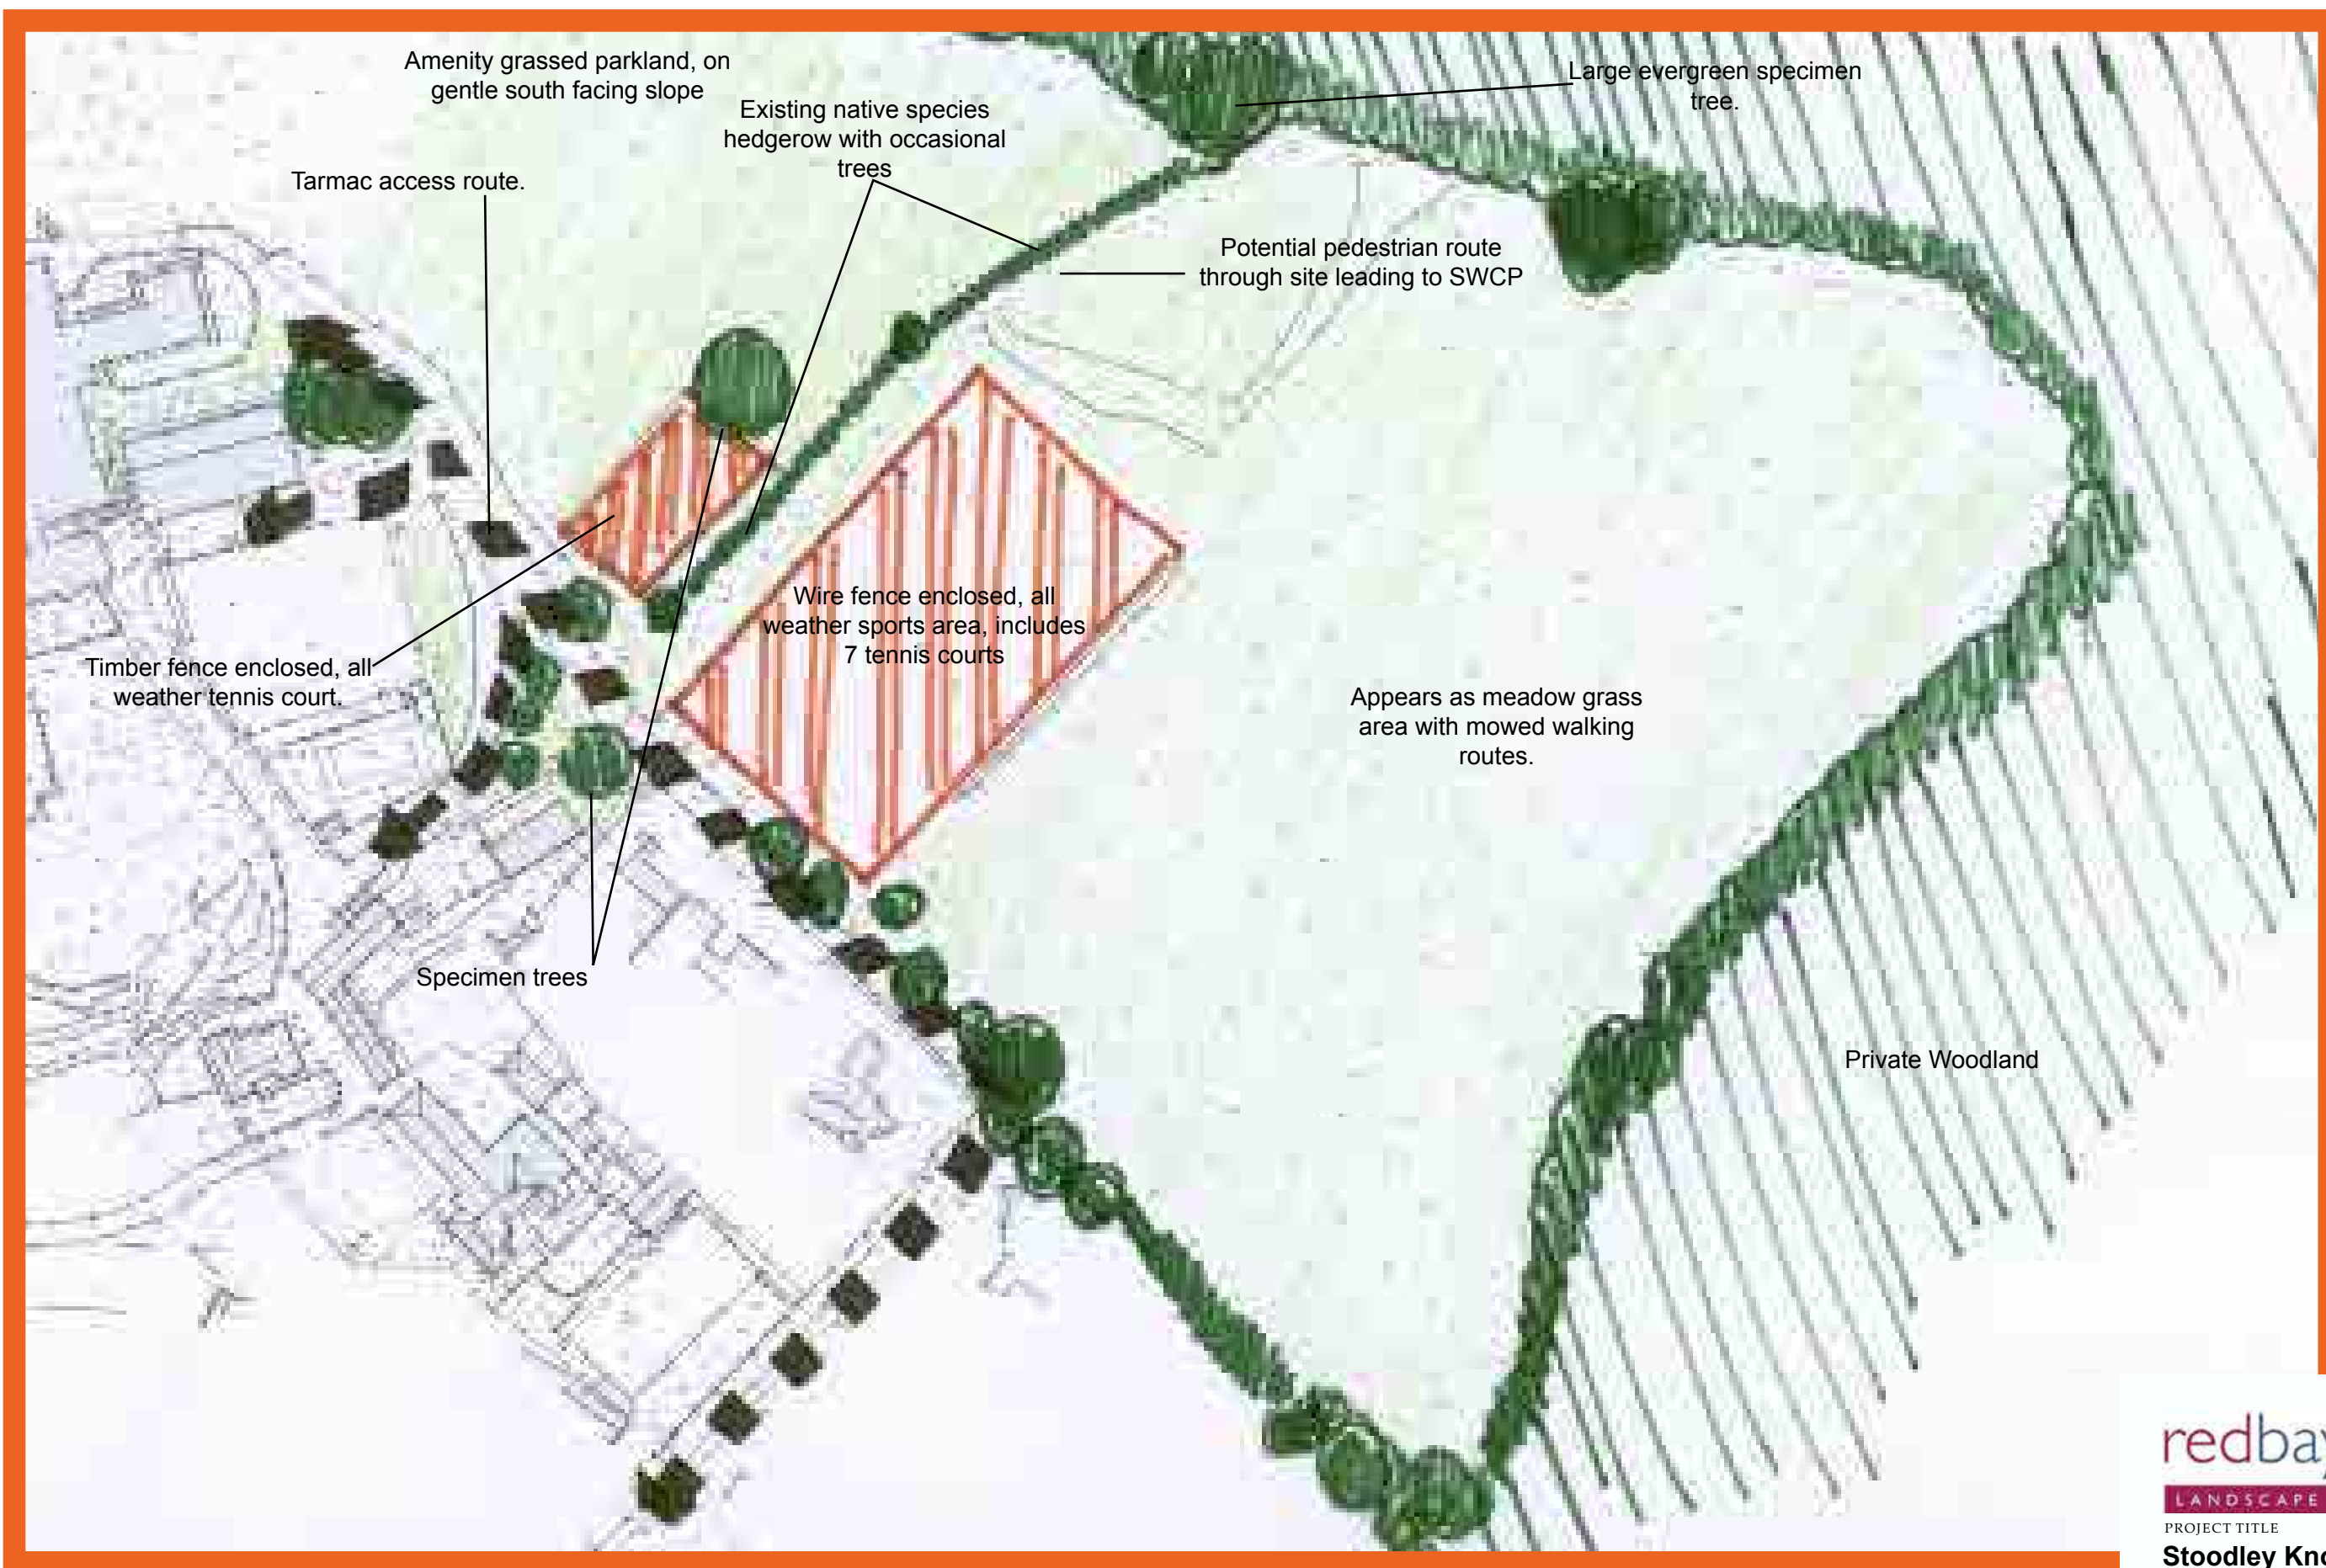 Amenity grassed parkland, on
gentle south facing slope
Existing native species
hedgerow with occasional
trees
Large evergreen specimen
tree.
Tarmac access route.
Potential pedestrian route
through site leading to SWCP
Wire fence enclosed, all
weather sports area, includes
7 tennis courts
Timber fence enclosed, all
weather tennis court.
Appears as meadow grass
area with mowed walking
routes.
Specimen trees
Private Woodland
redbay
LANDSCAPE
PROJECT TITLE
Stoodley